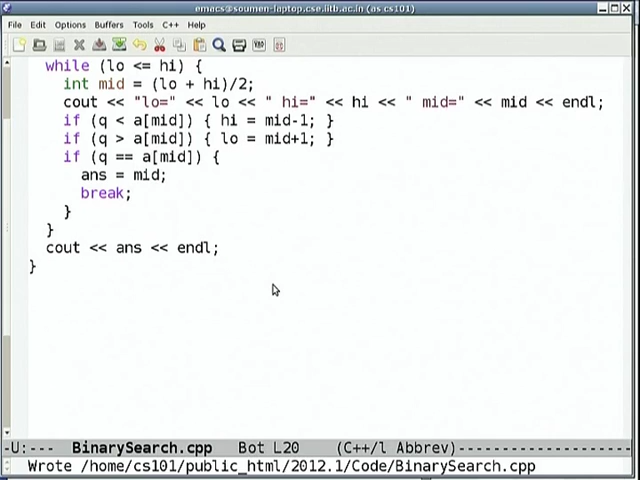 emacs@soumen-laptop.cse.iitb.ac.in (as cs101)
File Edit Options Buffers Tools C++ Help
while (lo <= hi) {
int mid = (lo + hi)/2;
cout << "lo=" << lo << " hi=" << hi << " mid=" << mid << endl;
if (q < a[mid]) { hi = mid-1; }
if (q > a[mid]) { lo = mid+1; }
if (q == a[mid]) {
ans = mid;
break;
}
}
cout << ans << endl;
}
-U:--- BinarySearch.cpp Bot L20 (C++/l Abbrev)--------------------
Wrote /home/cs101/public_html/2012.1/Code/BinarySearch.cpp